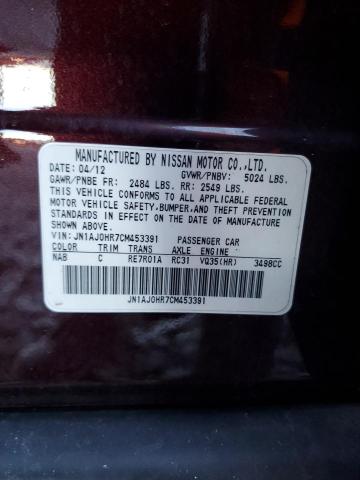 MANUFACTURED BY NISSAN MOTOR CO.,LTD.
DATE: 04/12 GVWR/PNBV: 5024 LBS.
GAWR/PNBE FR: 2484 LBS. RR: 2549 LBS.
THIS VEHICLE CONFORMS TO ALL APPLICABLE FEDERAL
MOTOR VEHICLE SAFETY,BUMPER,AND THEFT PREVENTION
STANDARDS IN EFFECT ON THE DATE OF MANUFACTURE
SHOWN ABOVE.
VIN: JN1AJ0HR7CM453391 PASSENGER CAR
COLOR TRIM TRANS AXLE ENGINE
NAB C RE7R01A RC31 VQ35(HR) 3498CC
JN1AJ0HR7CM453391